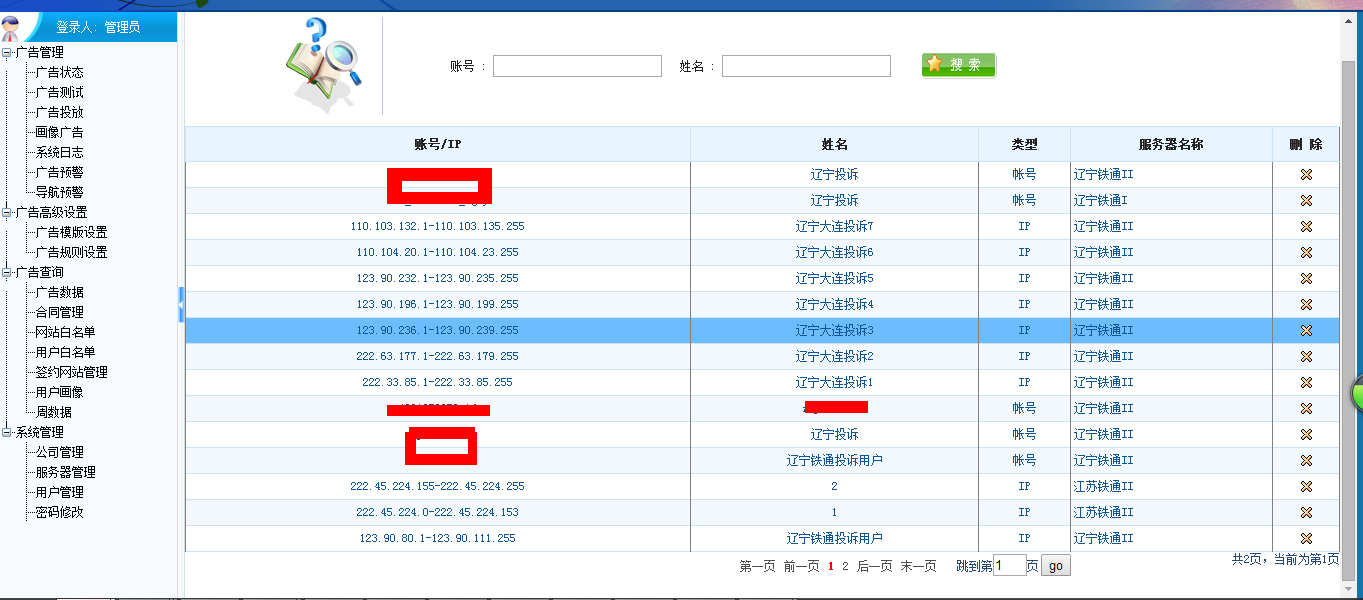 登录人：管理员
广告管理
广告状态
广告测试
广告投放
画像广告
系统日志
广告预警
导航预警
广告高级设置
广告模版设置
广告规则设置
广告查询
广告数据
合同管理
网站白名单
用户白名单
签约网站管理
用户画像
周数据
系统管理
公司管理
服务器管理
用户管理
密码修改
账号： 姓名： 搜 索
账号/IP 姓名 类型 服务器名称 删 除
辽宁投诉 帐号 辽宁铁通II
辽宁投诉 帐号 辽宁铁通I
110.103.132.1-110.103.135.255 辽宁大连投诉7 IP 辽宁铁通II
110.104.20.1-110.104.23.255 辽宁大连投诉6 IP 辽宁铁通II
123.90.232.1-123.90.235.255 辽宁大连投诉5 IP 辽宁铁通II
123.90.196.1-123.90.199.255 辽宁大连投诉4 IP 辽宁铁通II
123.90.236.1-123.90.239.255 辽宁大连投诉3 IP 辽宁铁通II
222.63.177.1-222.63.179.255 辽宁大连投诉2 IP 辽宁铁通II
222.33.85.1-222.33.85.255 辽宁大连投诉1 IP 辽宁铁通II
帐号 辽宁铁通II
辽宁投诉 帐号 辽宁铁通II
辽宁铁通投诉用户 帐号 辽宁铁通II
222.45.224.155-222.45.224.255 2 IP 江苏铁通II
222.45.224.0-222.45.224.153 1 IP 江苏铁通II
123.90.80.1-123.90.111.255 辽宁铁通投诉用户 IP 辽宁铁通II
第一页 前一页 1 2 后一页 末一页 跳到第1页 go 共2页，当前为第1页